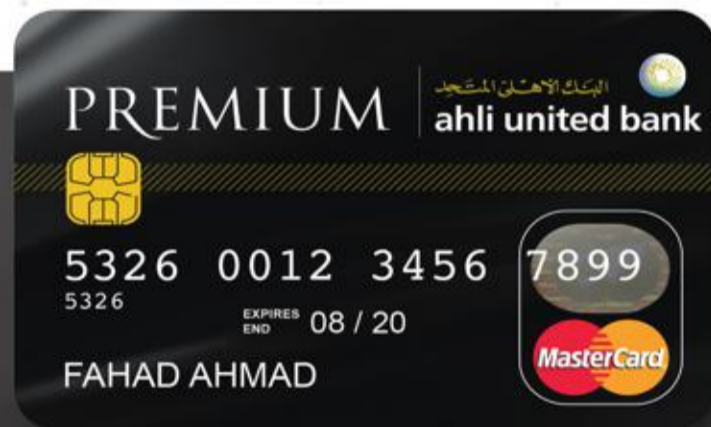 PREMIUM
البنك الأهلي المتحد
ahli united bank
5326 0012 3456 7899
5326
EXPIRES END 08 / 20
FAHAD AHMAD
MasterCard